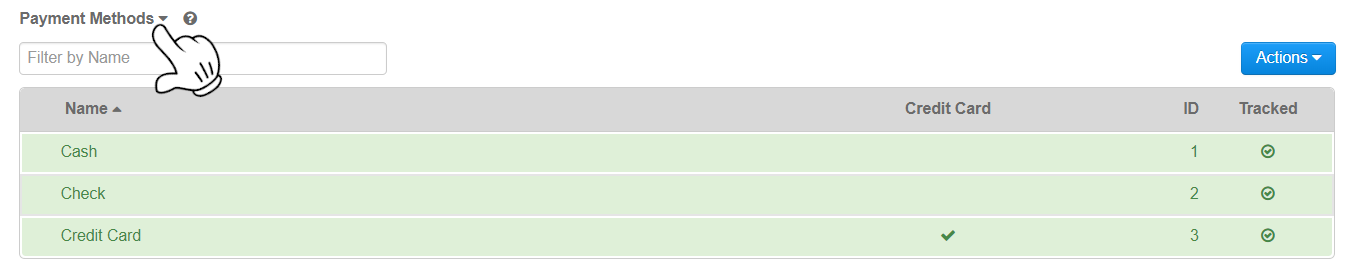 Payment Methods
Filter by Name
Actions
Name Credit Card ID Tracked
Cash 1
Check 2
Credit Card 3